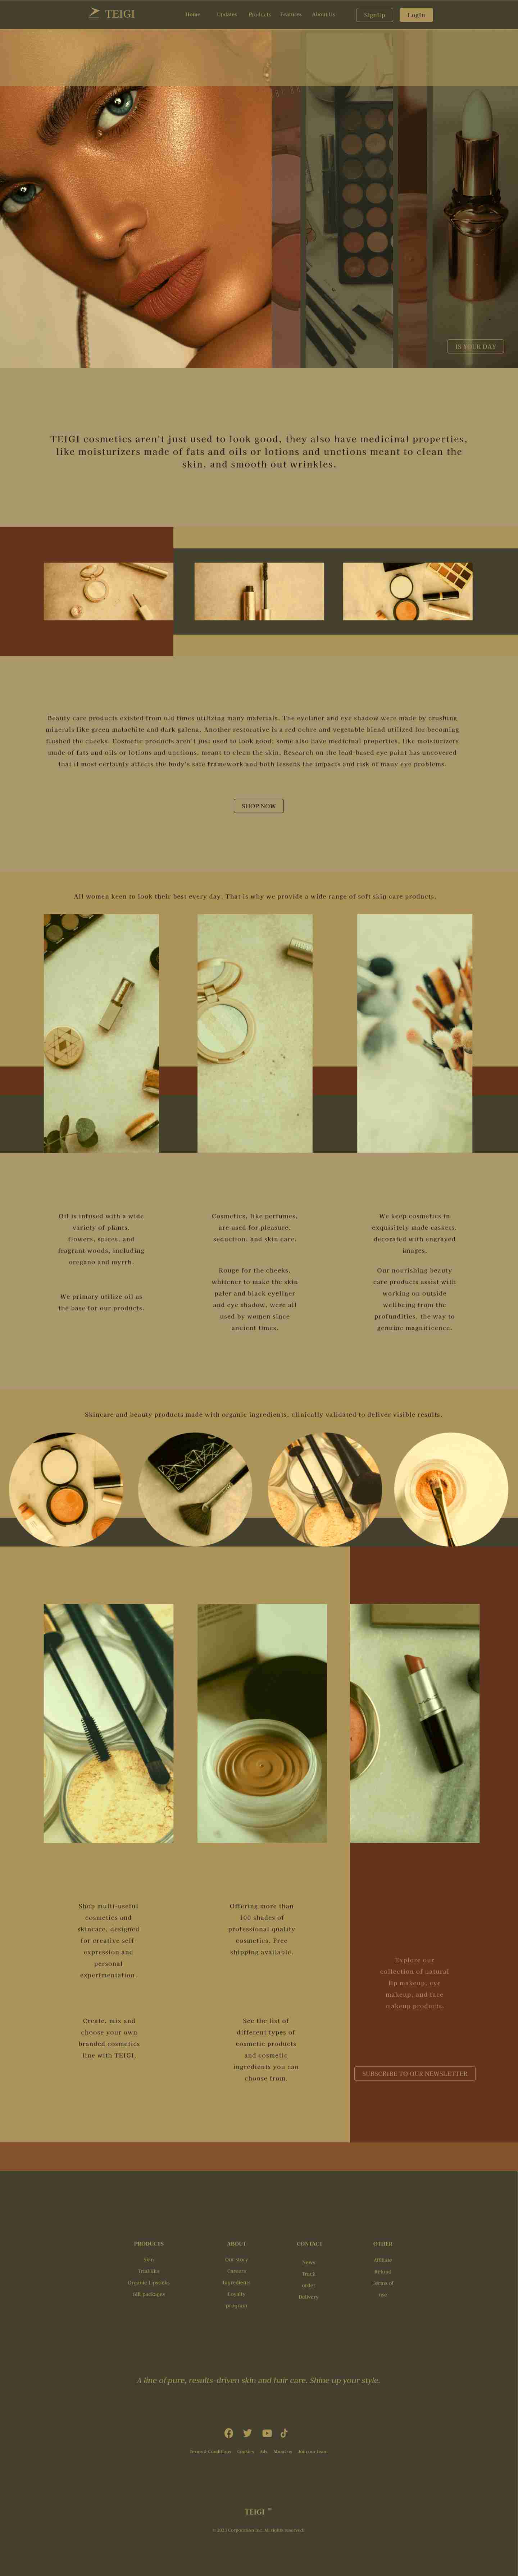 TEIGI
Home Updates Products Features About Us
SignUp
LogIn
IS YOUR DAY
TEIGI cosmetics aren't just used to look good, they also have medicinal properties,
like moisturizers made of fats and oils or lotions and unctions meant to clean the
skin, and smooth out wrinkles.
Beauty care products existed from old times utilizing many materials. The eyeliner and eye shadow were made by crushing
minerals like green malachite and dark galena. Another restorative is a red ochre and vegetable blend utilized for becoming
flushed the cheeks. Cosmetic products aren't just used to look good; some also have medicinal properties, like moisturizers
made of fats and oils or lotions and unctions. meant to clean the skin. Research on the lead-based eye paint has uncovered
that it most certainly affects the body's safe framework and both lessens the impacts and risk of many eye problems.
SHOP NOW
All women keen to look their best every day. That is why we provide a wide range of soft skin care products.
Oil is infused with a wide
variety of plants,
flowers, spices, and
fragrant woods, including
oregano and myrrh.
We primary utilize oil as
the base for our products.
Cosmetics, like perfumes,
are used for pleasure,
seduction, and skin care.
Rouge for the cheeks,
whitener to make the skin
paler and black eyeliner
and eye shadow, were all
used by women since
ancient times.
We keep cosmetics in
exquisitely made caskets.
decorated with engraved
images.
Our nourishing beauty
care products assist with
working on outside
wellbeing from the
profundities, the way to
genuine magnificence.
Skincare and beauty products made with organic ingredients, clinically validated to deliver visible results.
Shop multi-useful
cosmetics and
skincare, designed
for creative self-
expression and
personal
experimentation.
Create, mix and
choose your own
branded cosmetics
line with TEIGI.
Offering more than
100 shades of
professional quality
cosmetics. Free
shipping available.
See the list of
different types of
cosmetic products
and cosmetic
ingredients you can
choose from.
Explore our
collection of natural
lip makeup, eye
makeup, and face
makeup products.
SUBSCRIBE TO OUR NEWSLETTER
PRODUCTS
Skin
Trial Kits
Organic Lipsticks
Gift packages
ABOUT
Our story
Careers
Ingredients
Loyalty
program
CONTACT
News
Track
order
Delivery
OTHER
Affiliate
Refund
Terms of
use
A line of pure, results-driven skin and hair care. Shine up your style.
Terms & Conditions Cookies Ads About us Join our team
TEIGI ™